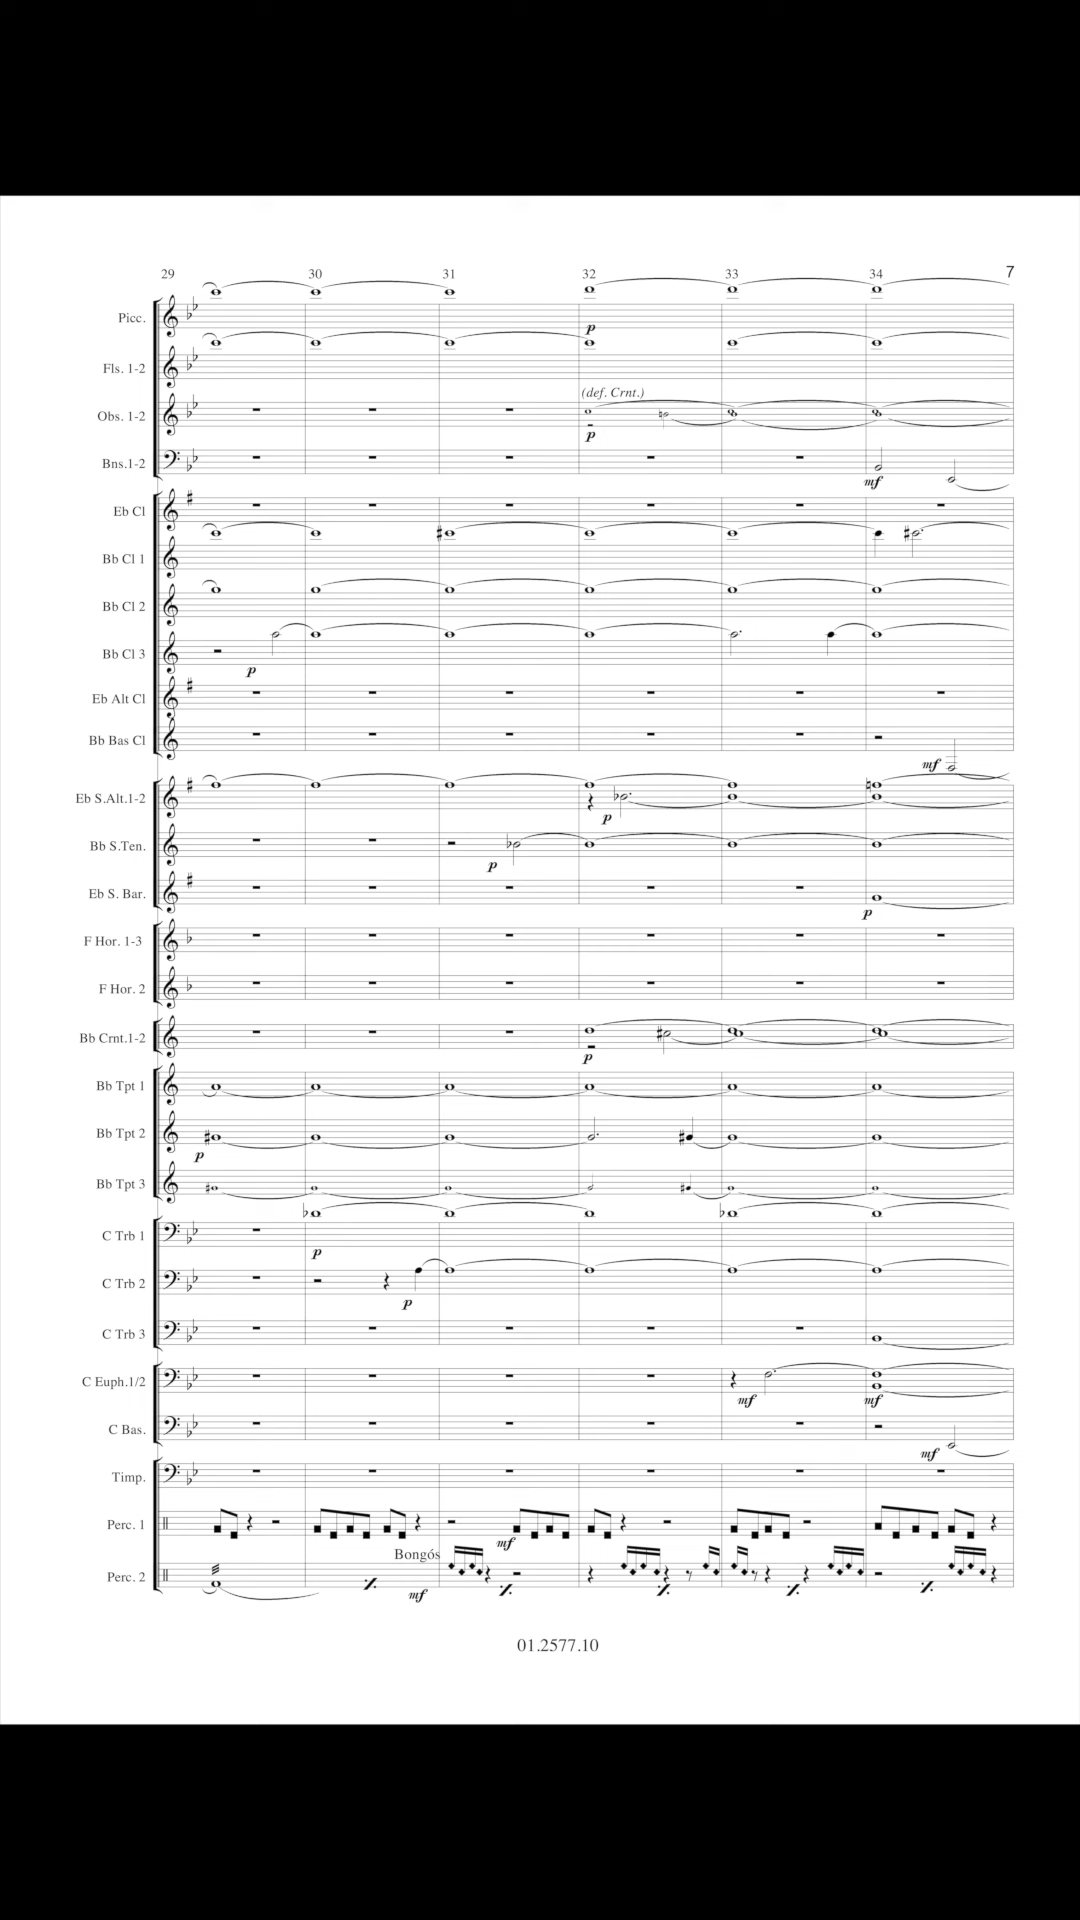 29 30 31 32 33 34 7
Picc.
p
Fls. 1-2
(def. Crnt.)
Obs. 1-2
p
Bns.1-2
mf
Eb Cl
Bb Cl 1
Bb Cl 2
Bb Cl 3
p
Eb Alt Cl
Bb Bas Cl
mf
Eb S.Alt.1-2
p
Bb S.Ten.
p
Eb S. Bar.
p
F Hor. 1-3
F Hor. 2
Bb Crnt.1-2
p
Bb Tpt 1
Bb Tpt 2
p
Bb Tpt 3
C Trb 1
p
C Trb 2
p
C Trb 3
C Euph.1/2
mf mf
C Bas.
mf
Timp.
Perc. 1
mf
Bongós
Perc. 2
mf
01.2577.10